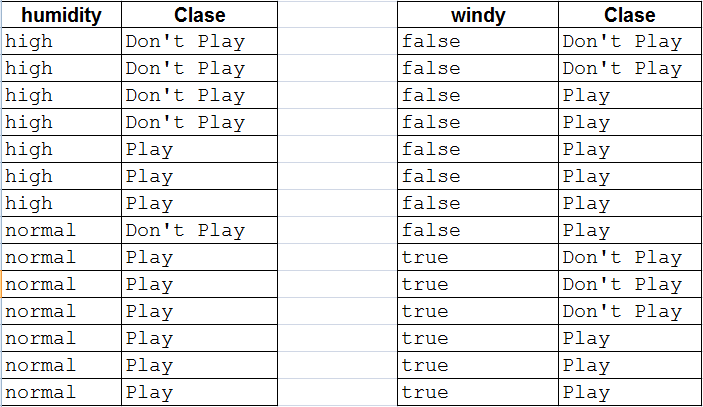 humidity Clase windy Clase
high Don't Play false Don't Play
high Don't Play false Don't Play
high Don't Play false Play
high Don't Play false Play
high Play false Play
high Play false Play
high Play false Play
normal Don't Play false Play
normal Play true Don't Play
normal Play true Don't Play
normal Play true Don't Play
normal Play true Play
normal Play true Play
normal Play true Play